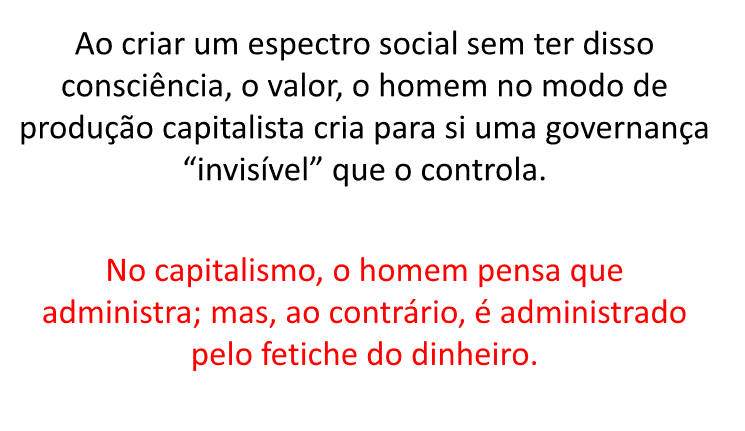 Ao criar um espectro social sem ter disso
consciência, o valor, o homem no modo de
produção capitalista cria para si uma governança
“invisível” que o controla.
No capitalismo, o homem pensa que
administra; mas, ao contrário, é administrado
pelo fetiche do dinheiro.